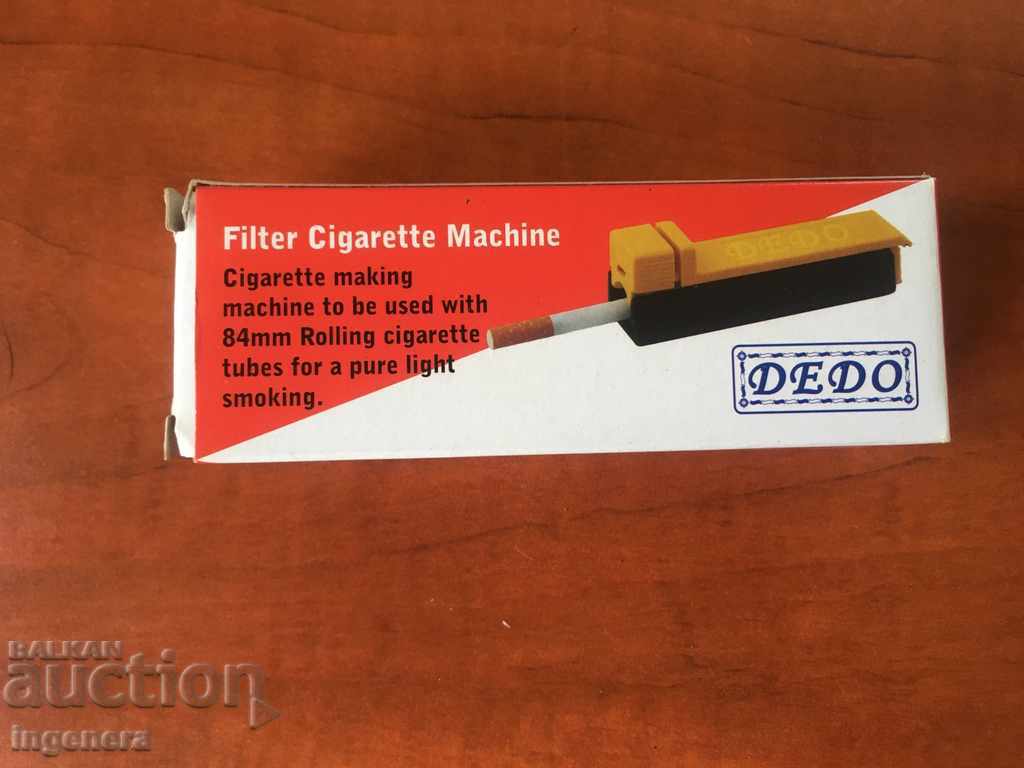 Filter Cigarette Machine
Cigarette making
machine to be used with
84mm Rolling cigarette
tubes for a pure light
smoking.
DEDO
DEDO
BALKAN
auction
ingenera